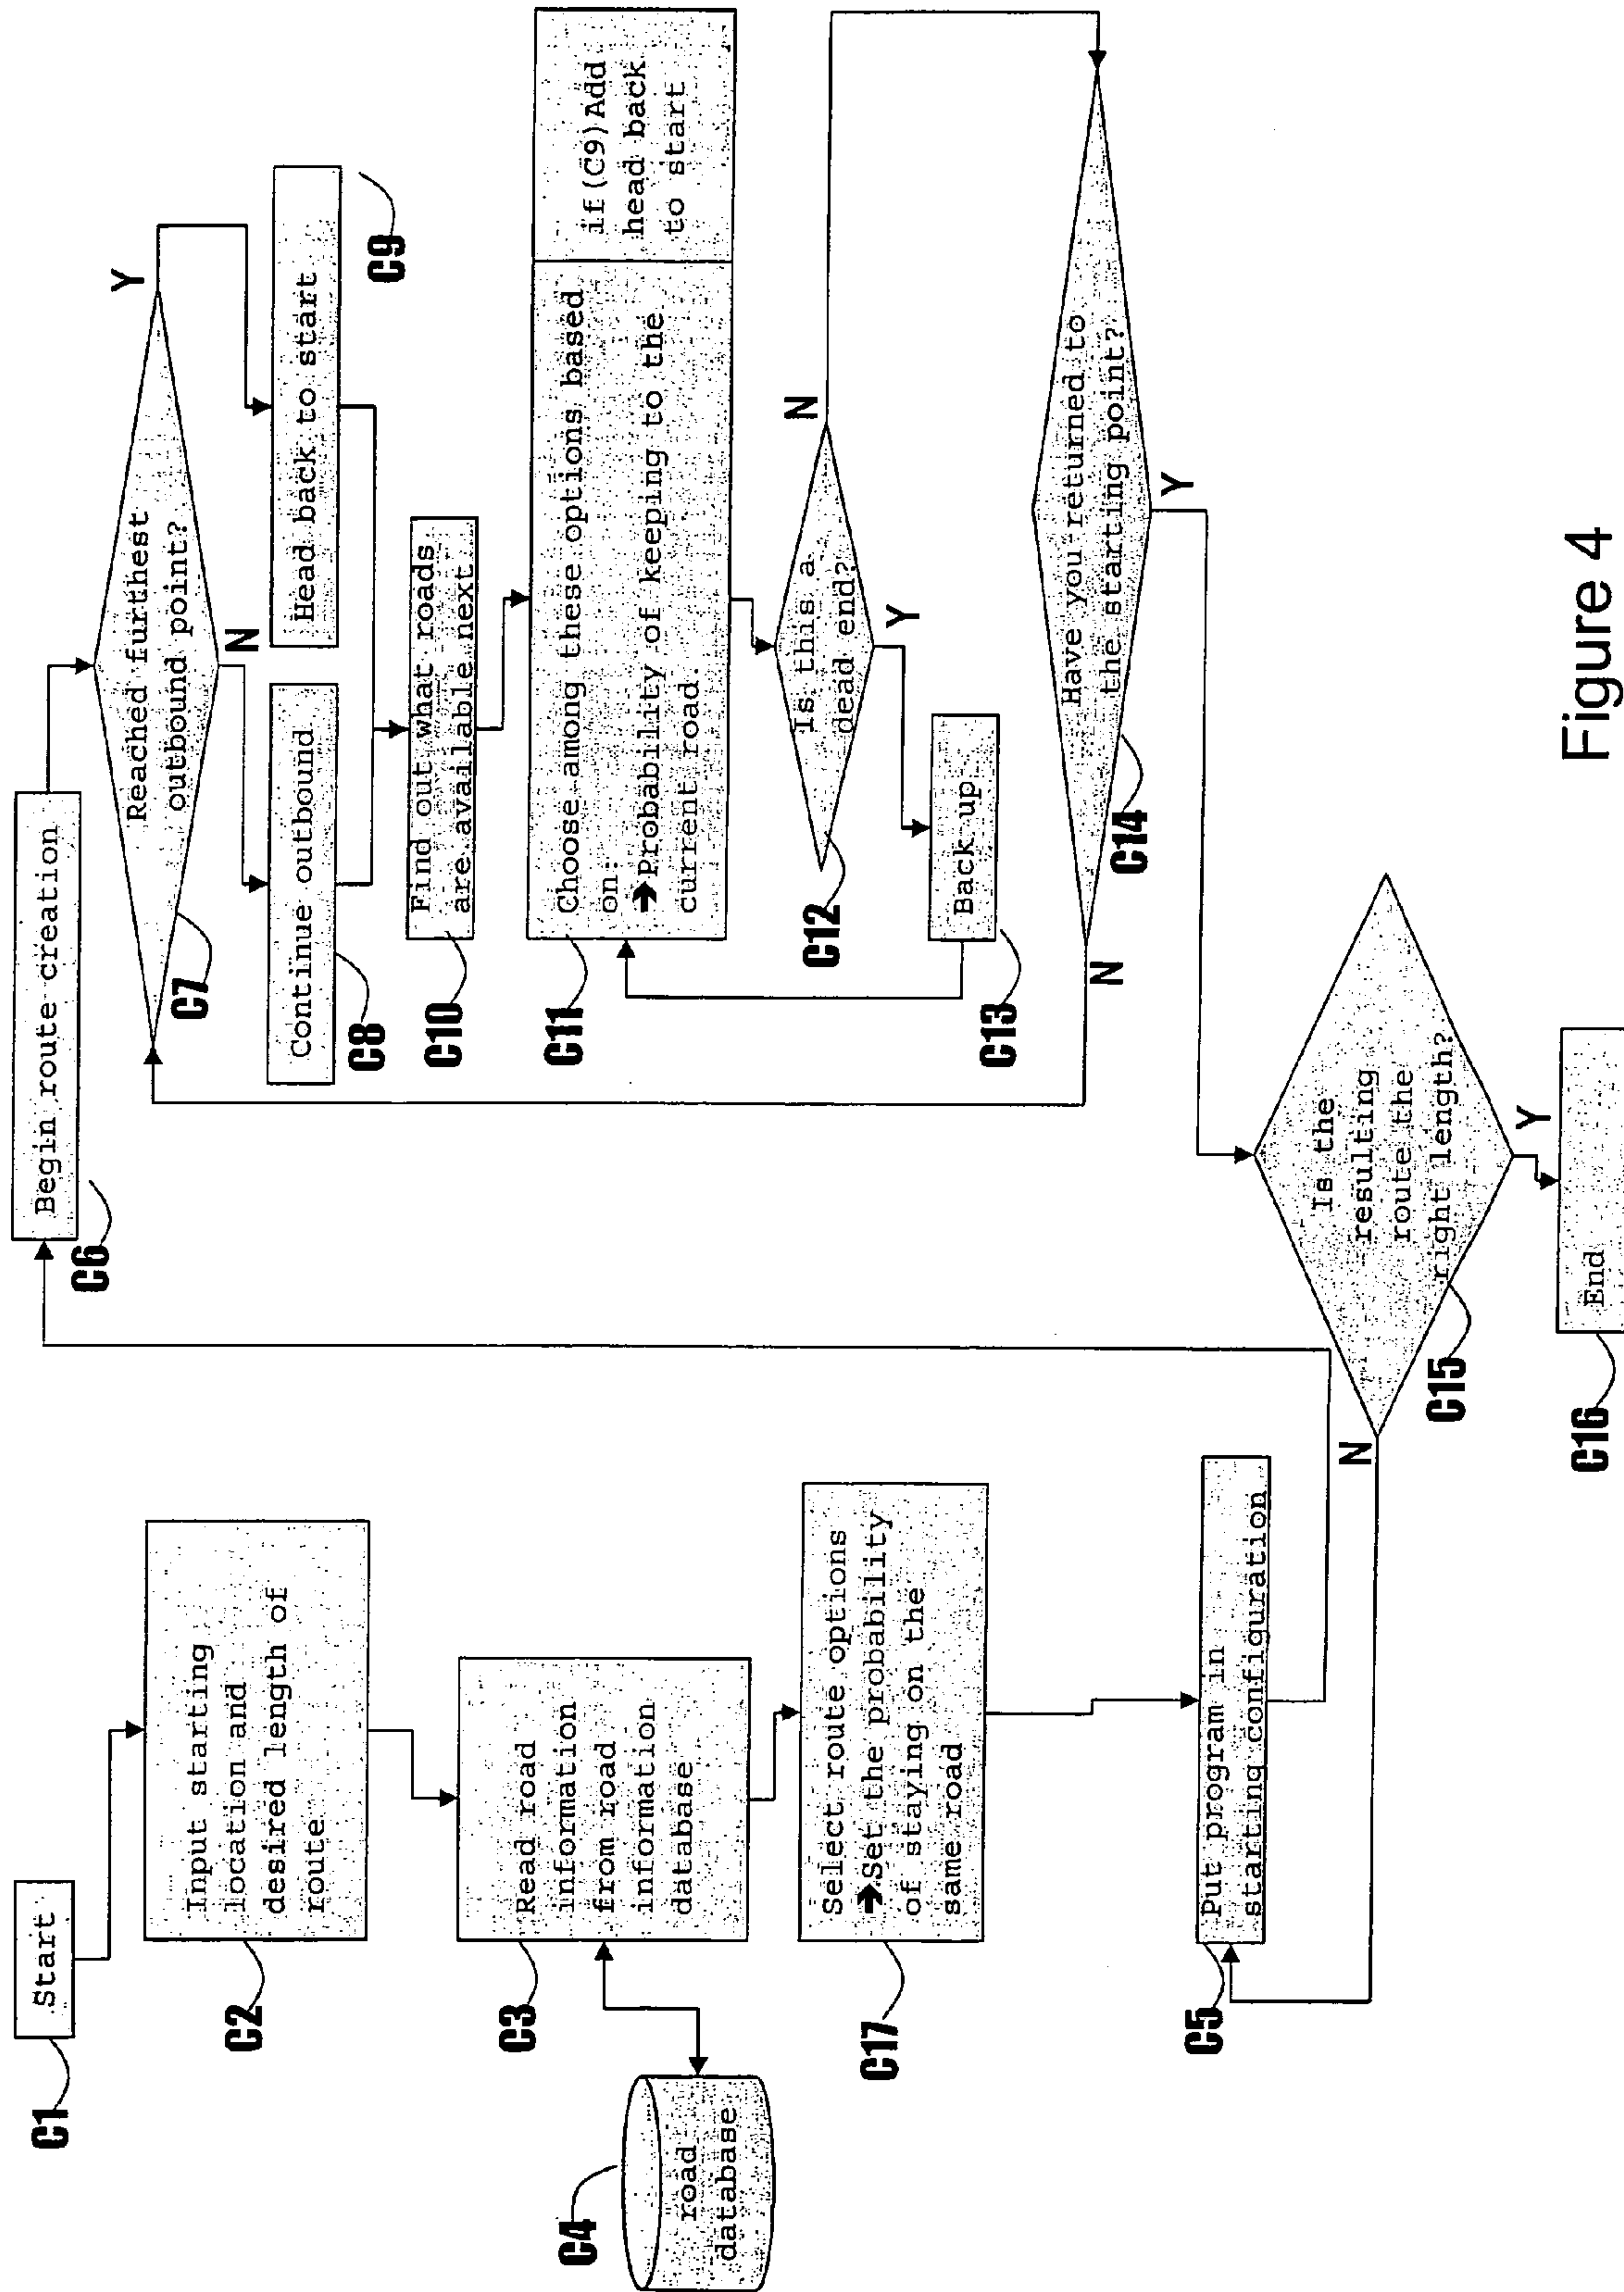 C1
Start
C2
Input starting
location and
desired length of
route
C3
Read road
information
from road
information
database
C4
road
database
C17
Select route options
➔Set the probability
of staying on the
same road
C5
Put program in
starting configuration
C6
Begin route creation
C7
Reached furthest
outbound point?
Y
N
C8
Continue outbound
C9
Head back to start
C10
Find out what roads
are available next.
C11
Choose among these options based
on:
➔Probability of keeping to the
current road.
if(C9)Add
head back
to start
C12
Is this a
dead end?
N
Y
C13
Back up
C14
Have you returned to
the starting point?
N
Y
C15
Is the
resulting
route the
right length?
N
Y
C16
End
Figure 4